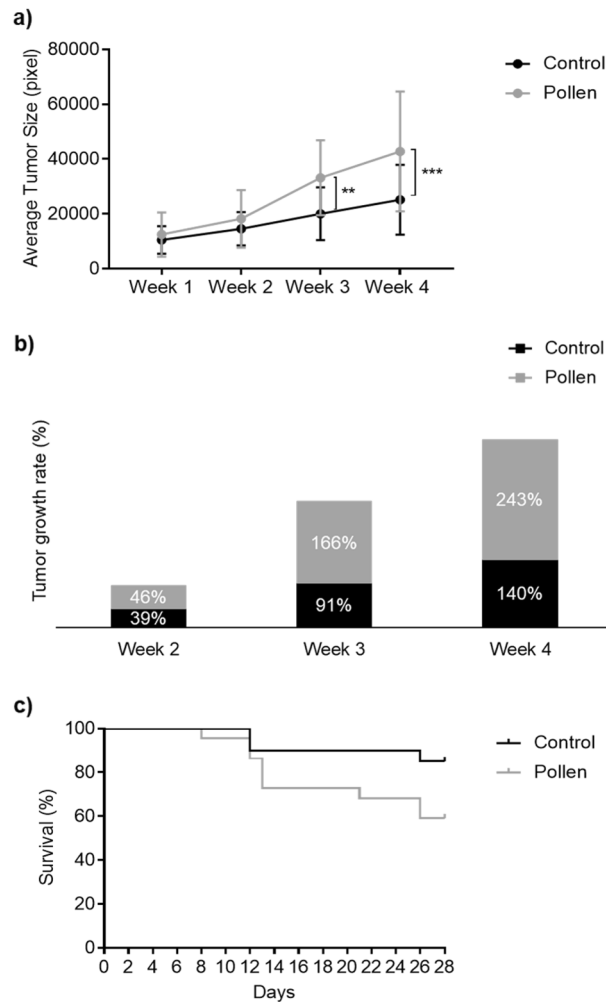 a)
Average Tumor Size (pixel)
80000
60000
40000
20000
0
Week 1 Week 2 Week 3 Week 4
**
***
Control
Pollen
b)
Control
Pollen
Tumor growth rate (%)
46%
39%
166%
91%
243%
140%
Week 2 Week 3 Week 4
c)
Survival (%)
100
80
60
40
20
0
0 2 4 6 8 10 12 14 16 18 20 22 24 26 28
Days
Control
Pollen